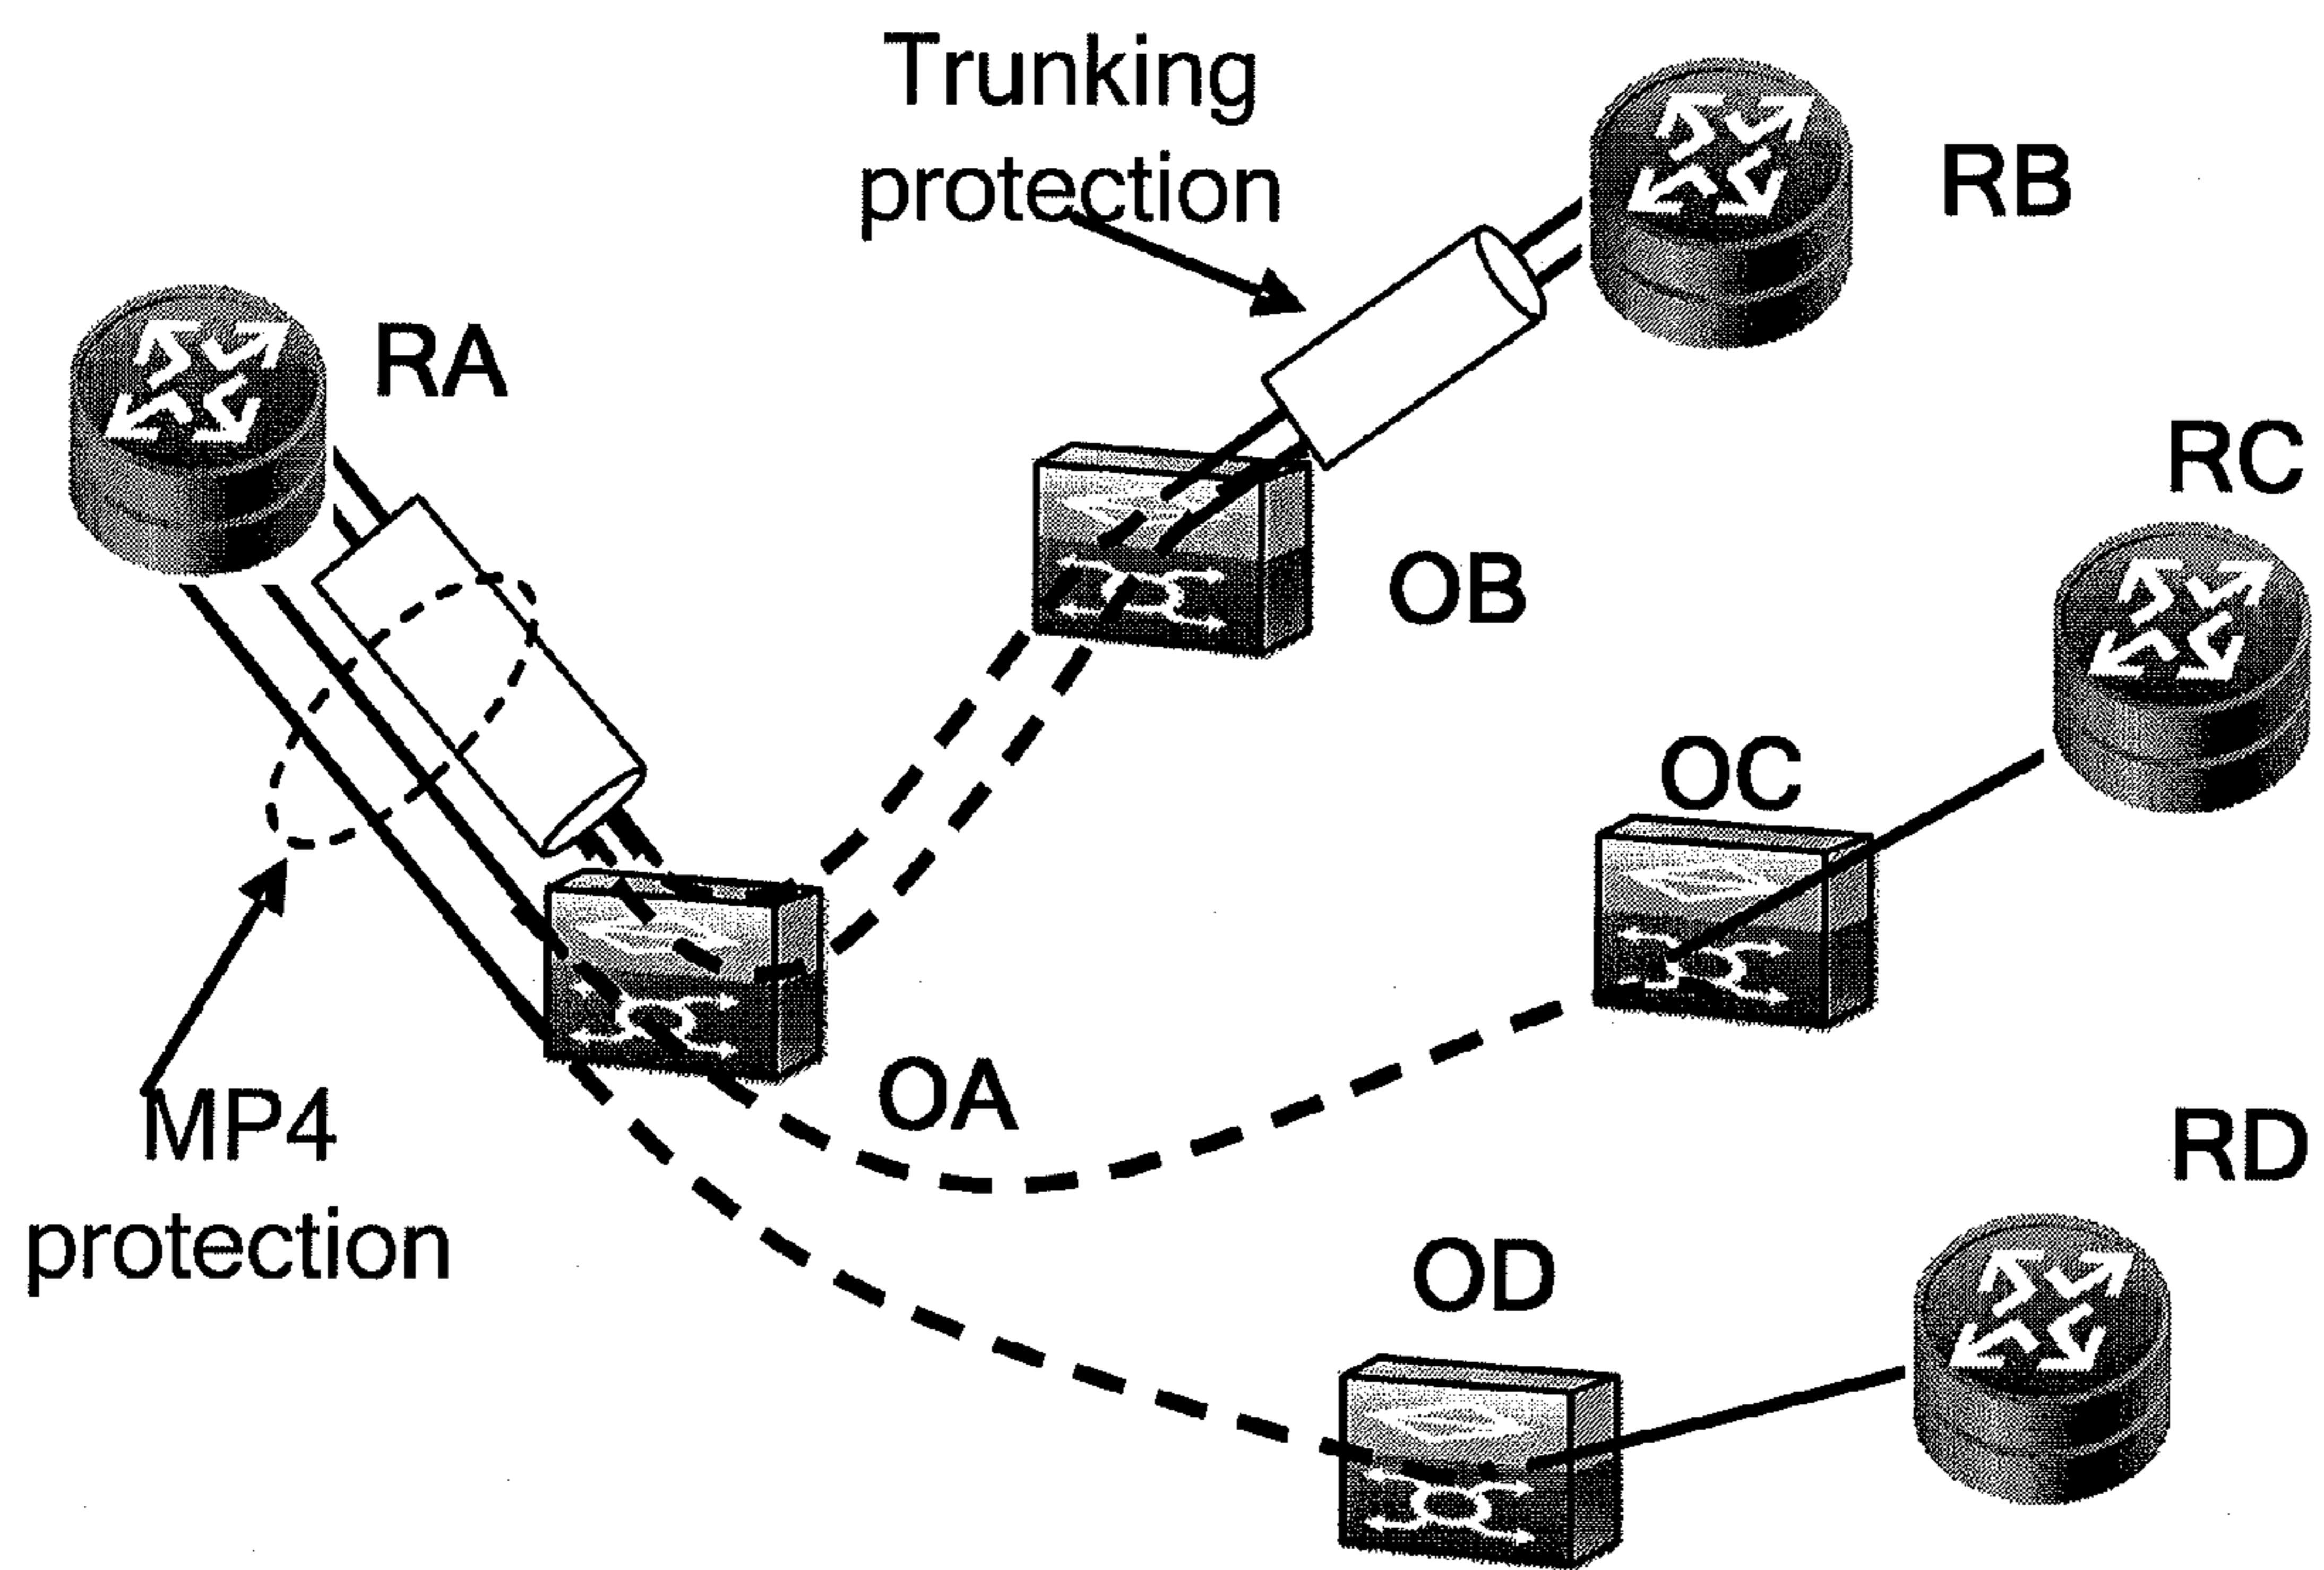 Trunking
protection
RB
RA
RC
OB
OC
OA
MP4
protection
RD
OD